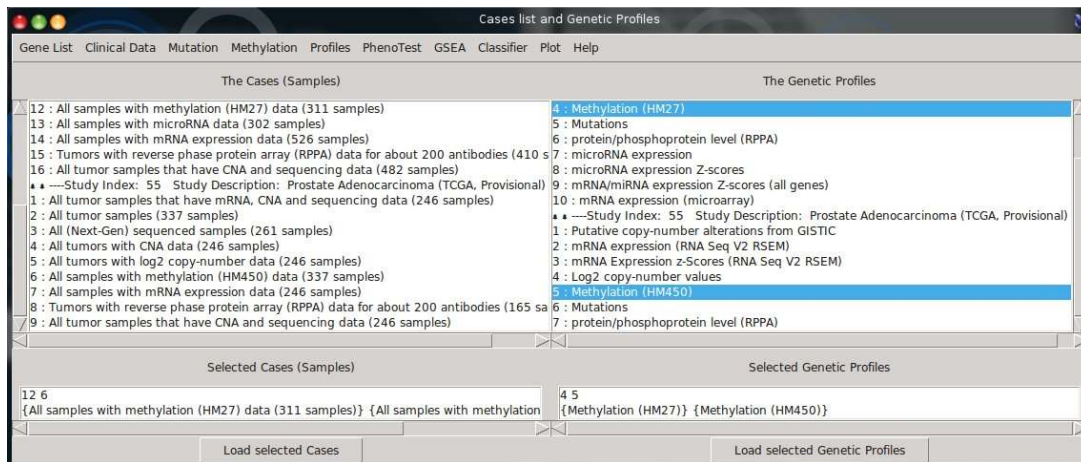 Cases list and Genetic Profiles
Gene List Clinical Data Mutation Methylation Profiles PhenoTest GSEA Classifier Plot Help
The Cases (Samples)
12 : All samples with methylation (HM27) data (311 samples)
13 : All samples with microRNA data (302 samples)
14 : All samples with mRNA expression data (526 samples)
15 : Tumors with reverse phase protein array (RPPA) data for about 200 antibodies (410 s
16 : All tumor samples that have CNA and sequencing data (482 samples)
----Study Index: 55 Study Description: Prostate Adenocarcinoma (TCGA, Provisional)
1 : All tumor samples that have mRNA, CNA and sequencing data (246 samples)
2 : All tumor samples (337 samples)
3 : All (Next-Gen) sequenced samples (261 samples)
4 : All tumors with CNA data (246 samples)
5 : All tumors with log2 copy-number data (246 samples)
6 : All samples with methylation (HM450) data (337 samples)
7 : All samples with mRNA expression data (246 samples)
8 : Tumors with reverse phase protein array (RPPA) data for about 200 antibodies (165 sa
9 : All tumor samples that have CNA and sequencing data (246 samples)
The Genetic Profiles
4 : Methylation (HM27)
5 : Mutations
6 : protein/phosphoprotein level (RPPA)
7 : microRNA expression
8 : microRNA expression Z-scores
9 : mRNA/miRNA expression Z-scores (all genes)
10 : mRNA expression (microarray)
----Study Index: 55 Study Description: Prostate Adenocarcinoma (TCGA, Provisional)
1 : Putative copy-number alterations from GISTIC
2 : mRNA expression (RNA Seq V2 RSEM)
3 : mRNA Expression z-Scores (RNA Seq V2 RSEM)
4 : Log2 copy-number values
5 : Methylation (HM450)
6 : Mutations
7 : protein/phosphoprotein level (RPPA)
Selected Cases (Samples)
12 6
{All samples with methylation (HM27) data (311 samples)} {All samples with methylation
Load selected Cases
Selected Genetic Profiles
4 5
{Methylation (HM27)} {Methylation (HM450)}
Load selected Genetic Profiles